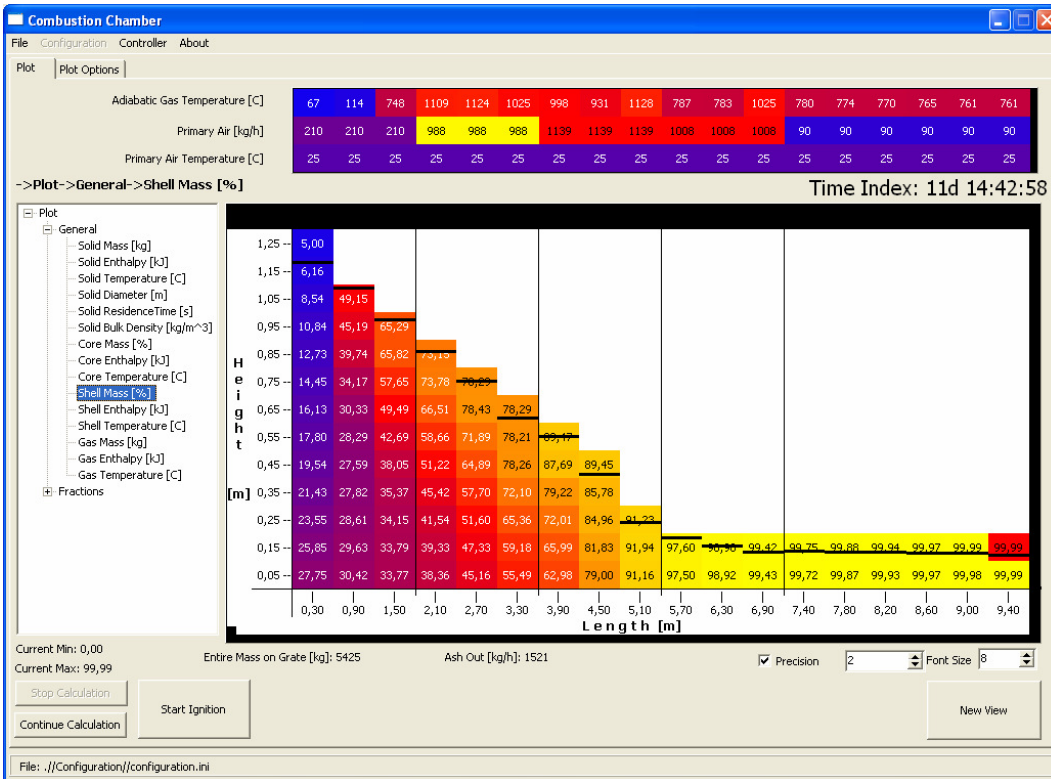 Combustion Chamber
File Configuration Controller About
Plot Plot Options
Adiabatic Gas Temperature [C] 67 114 748 1109 1124 1025 998 931 1128 787 783 1025 780 774 770 765 761 761
Primary Air [kg/h] 210 210 210 988 988 988 1139 1139 1139 1008 1008 1008 90 90 90 90 90 90
Primary Air Temperature [C] 25 25 25 25 25 25 25 25 25 25 25 25 25 25 25 25 25 25
->Plot->General->Shell Mass [%]
Time Index: 11d 14:42:58
Plot
General
Solid Mass [kg]
Solid Enthalpy [kJ]
Solid Temperature [C]
Solid Diameter [m]
Solid ResidenceTime [s]
Solid Bulk Density [kg/m^3]
Core Mass [%]
Core Enthalpy [kJ]
Core Temperature [C]
Shell Mass [%]
Shell Enthalpy [kJ]
Shell Temperature [C]
Gas Mass [kg]
Gas Enthalpy [kJ]
Gas Temperature [C]
Fractions
Height [m]
1,25 -- 5,00
1,15 -- 6,16
1,05 -- 8,54 49,15
0,95 -- 10,84 45,19 65,29
0,85 -- 12,73 39,74 65,82 73,15
0,75 -- 14,45 34,17 57,65 73,78 78,29
0,65 -- 16,13 30,33 49,49 66,51 78,43 78,29
0,55 -- 17,80 28,29 42,69 58,66 71,89 78,21 89,47
0,45 -- 19,54 27,59 38,05 51,22 64,89 78,26 87,69 89,45
0,35 -- 21,43 27,82 35,37 45,42 57,70 72,10 79,22 85,78
0,25 -- 23,55 28,61 34,15 41,54 51,60 65,36 72,01 84,96 91,23
0,15 -- 25,85 29,63 33,79 39,33 47,33 59,18 65,99 81,83 91,94 97,60 99,42 99,75 99,88 99,94 99,97 99,99 99,99
0,05 -- 27,75 30,42 33,77 38,36 45,16 55,49 62,98 79,00 91,16 97,50 98,92 99,43 99,72 99,87 99,93 99,97 99,98 99,99
0,30 0,90 1,50 2,10 2,70 3,30 3,90 4,50 5,10 5,70 6,30 6,90 7,40 7,80 8,20 8,60 9,00 9,40
Length [m]
Current Min: 0,00
Current Max: 99,99
Entire Mass on Grate [kg]: 5425
Ash Out [kg/h]: 1521
Precision 2 Font Size 8
Stop Calculation
Continue Calculation
Start Ignition
New View
File: .//Configuration//configuration.ini